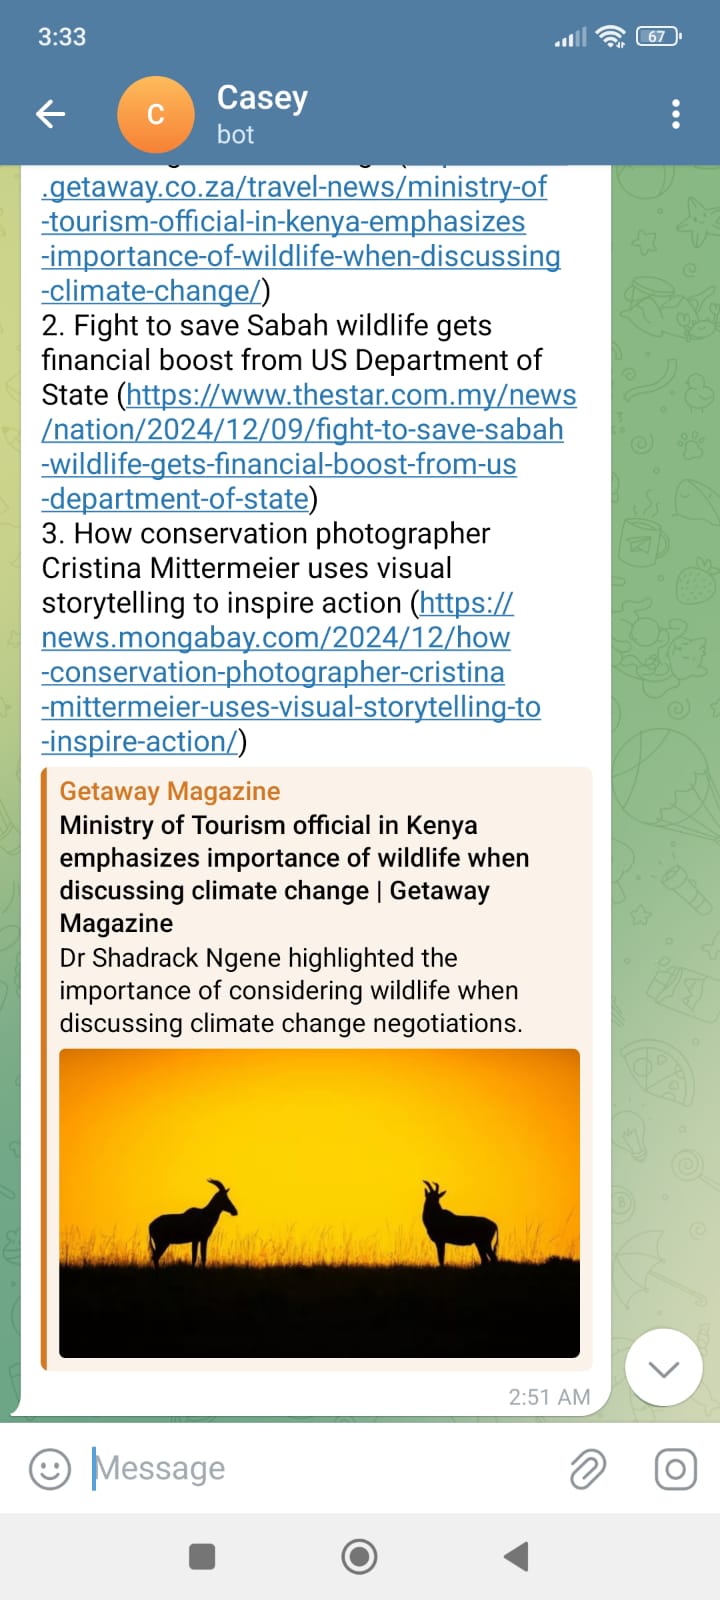 3:33
67
Casey
bot
.getaway.co.za/travel-news/ministry-of
-tourism-official-in-kenya-emphasizes
-importance-of-wildlife-when-discussing
-climate-change/)
2. Fight to save Sabah wildlife gets
financial boost from US Department of
State (https://www.thestar.com.my/news
/nation/2024/12/09/fight-to-save-sabah
-wildlife-gets-financial-boost-from-us
-department-of-state)
3. How conservation photographer
Cristina Mittermeier uses visual
storytelling to inspire action (https://
news.mongabay.com/2024/12/how
-conservation-photographer-cristina
-mittermeier-uses-visual-storytelling-to
-inspire-action/)
Getaway Magazine
Ministry of Tourism official in Kenya
emphasizes importance of wildlife when
discussing climate change | Getaway
Magazine
Dr Shadrack Ngene highlighted the
importance of considering wildlife when
discussing climate change negotiations.
2:51 AM
Message